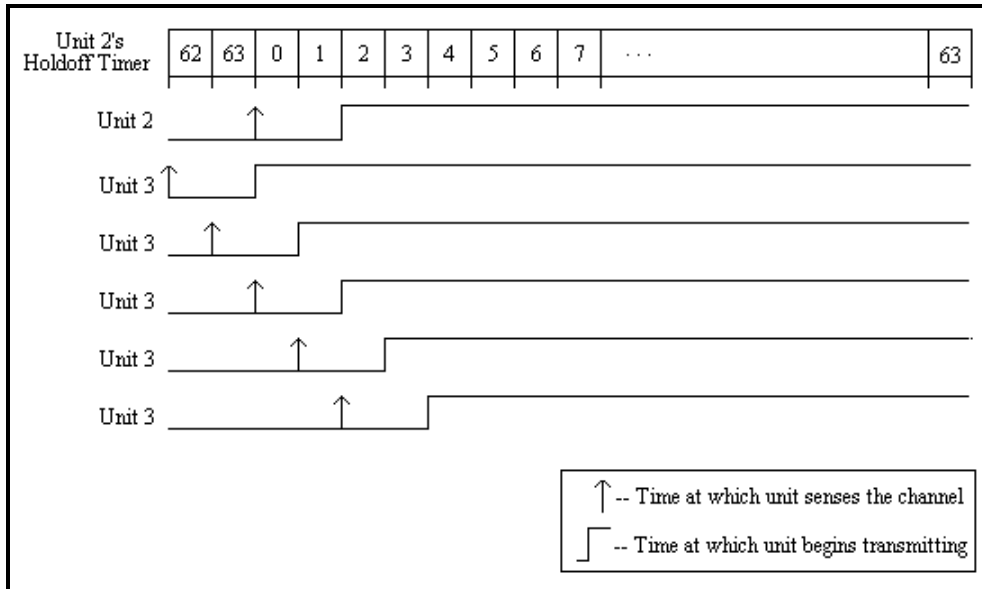 Unit 2's
Holdoff Timer
62 63 0 1 2 3 4 5 6 7 . . . 63
Unit 2
Unit 3
Unit 3
Unit 3
Unit 3
Unit 3
-- Time at which unit senses the channel
-- Time at which unit begins transmitting